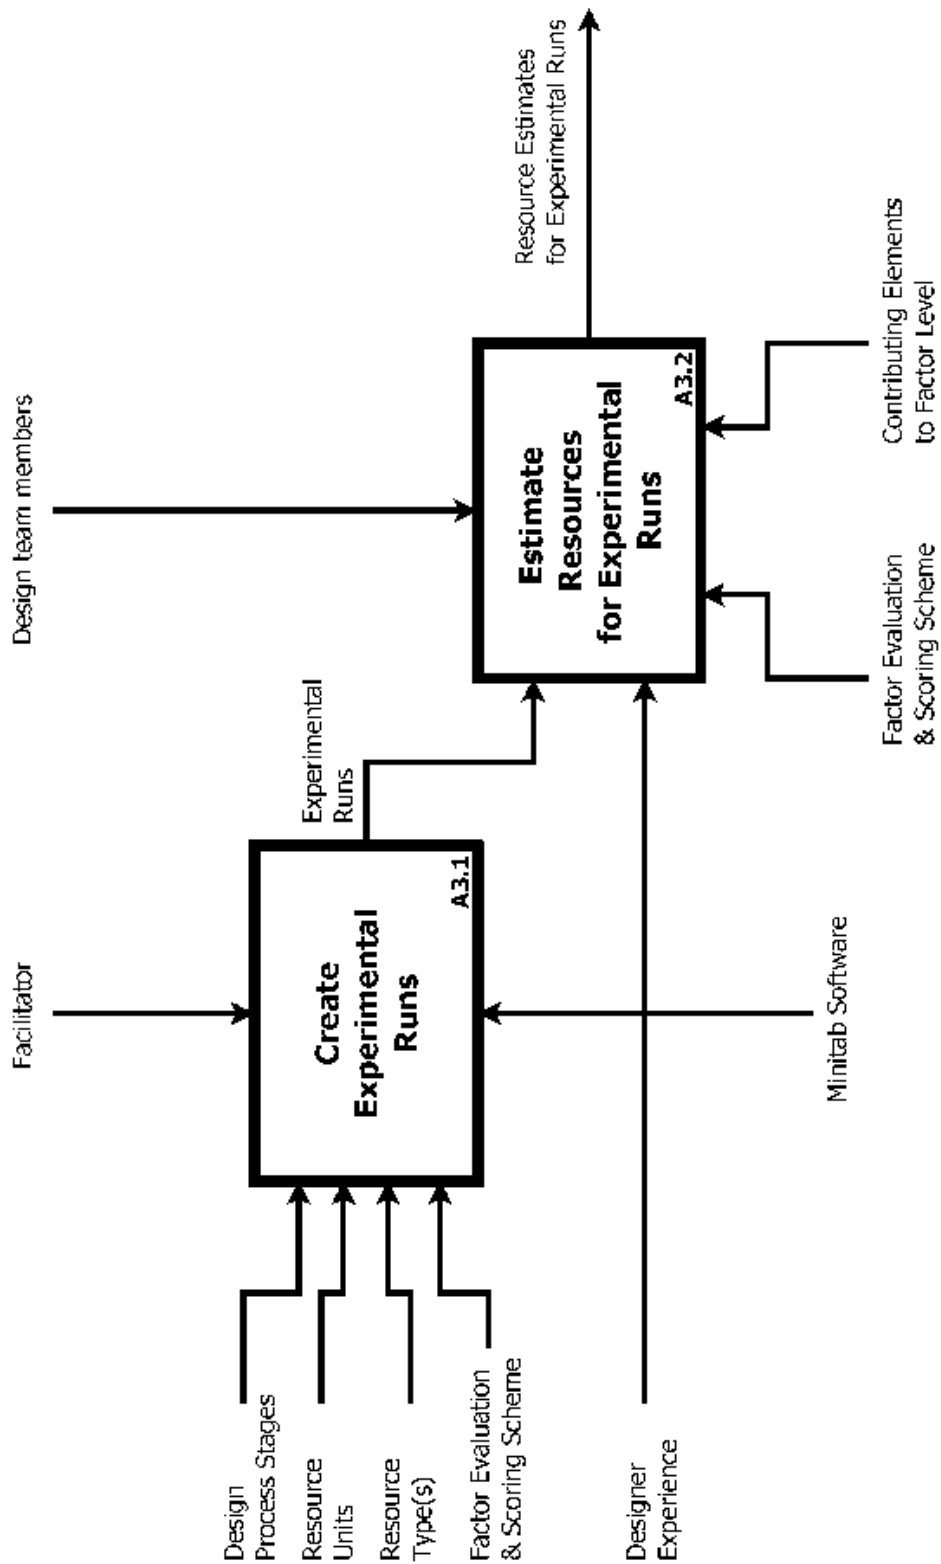 Facilitator
Design team members
Design
Process Stages
Resource
Units
Resource
Type(s)
Factor Evaluation
& Scoring Scheme
Create
Experimental
Runs
A3.1
Experimental
Runs
Resource Estimates
for Experimental Runs
Estimate
Resources
for Experimental
Runs
A3.2
Designer
Experience
Minitab Software
Factor Evaluation
& Scoring Scheme
Contributing Elements
to Factor Level